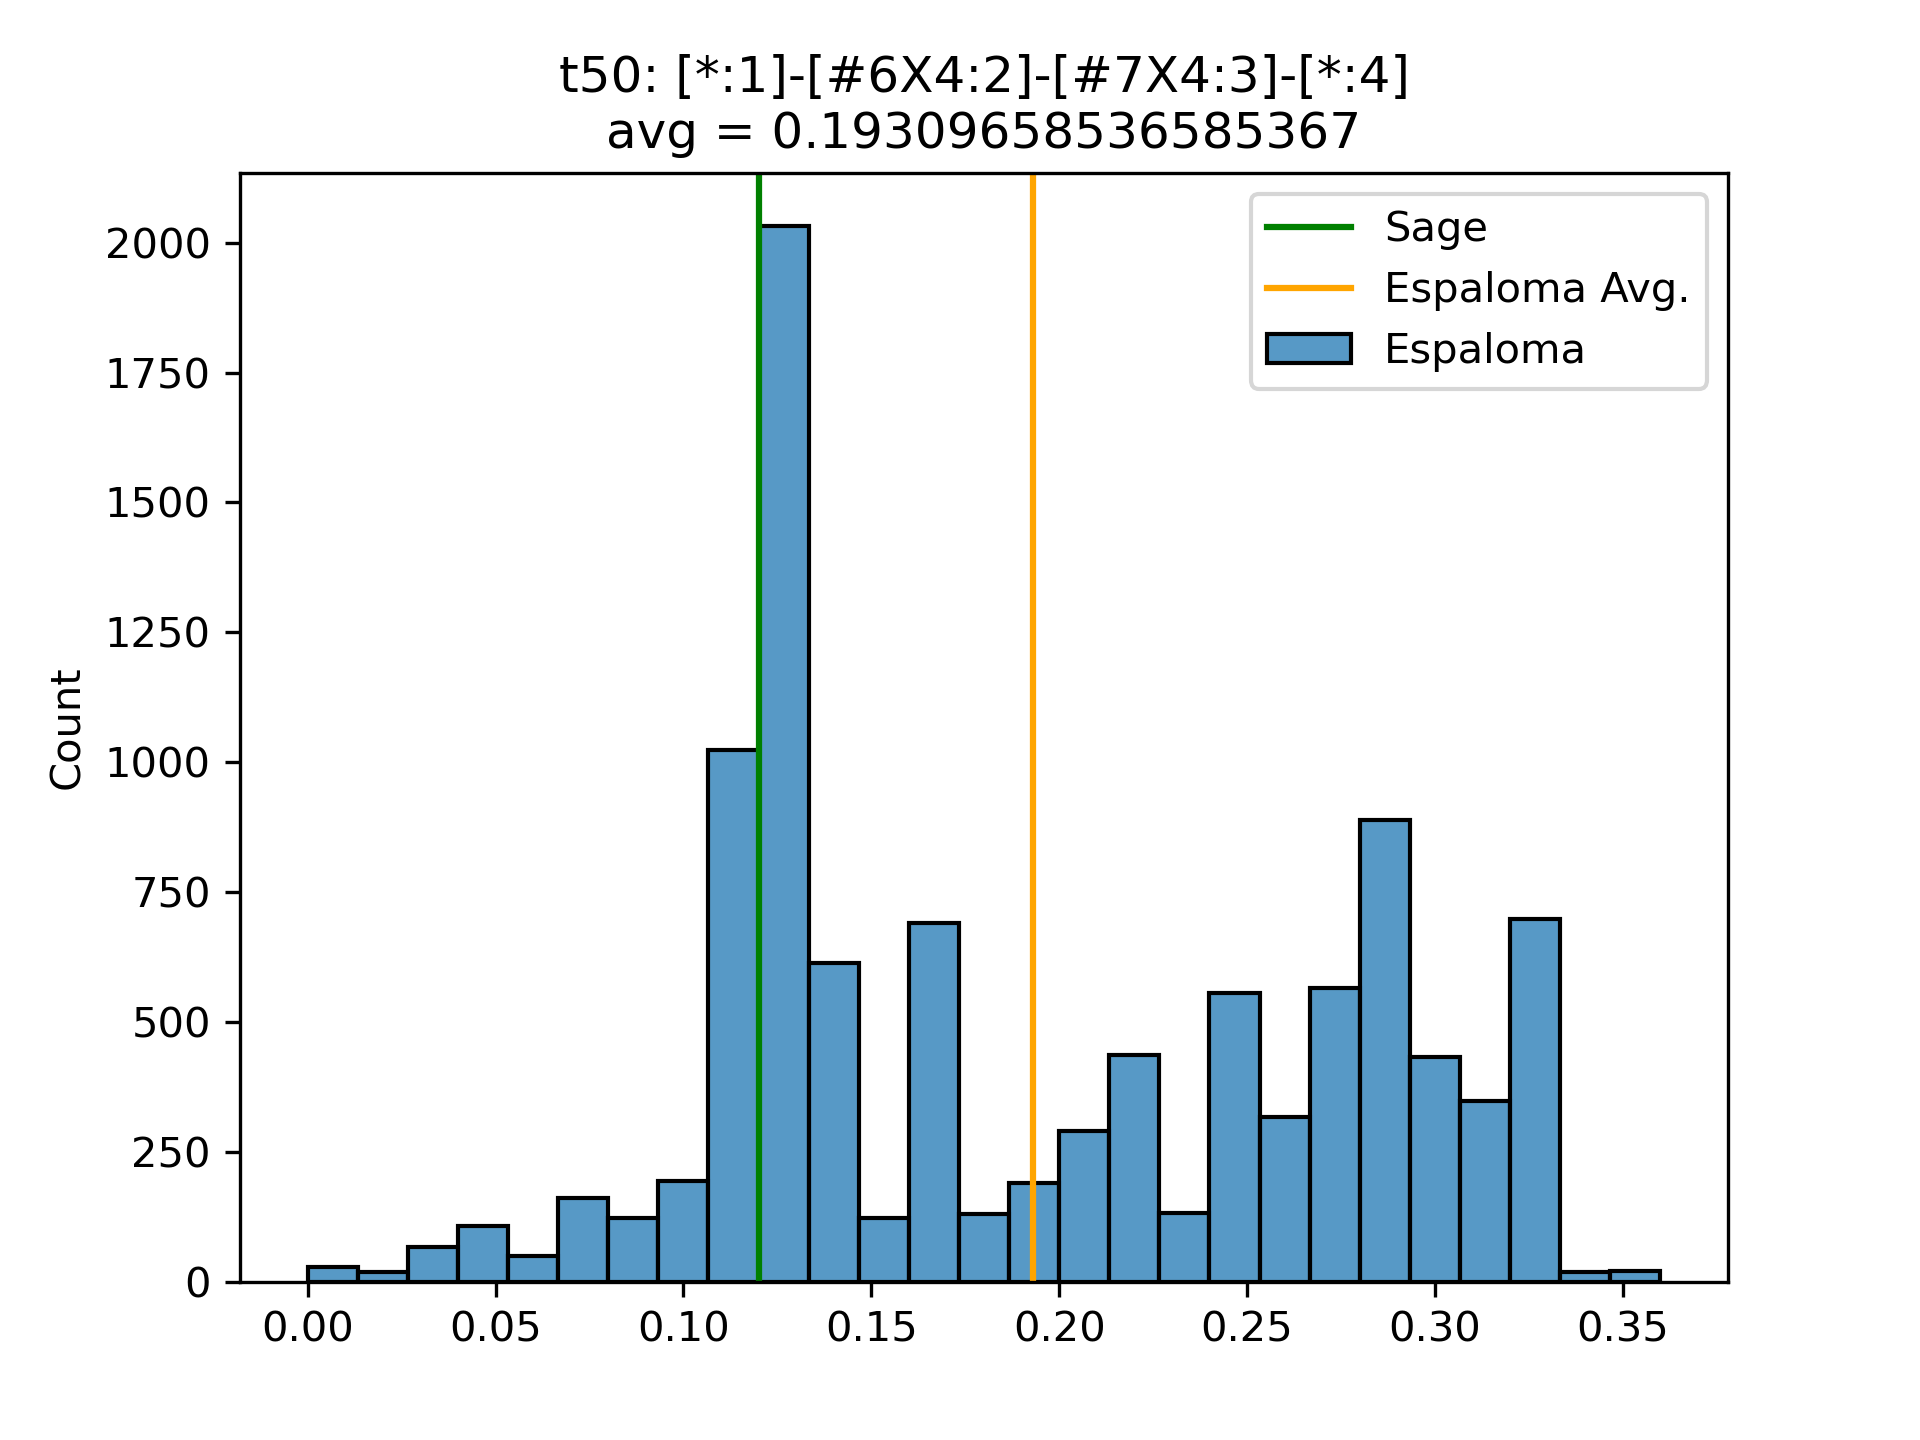 t50: [*:1]-[#6X4:2]-[#7X4:3]-[*:4]
avg = 0.19309658536585367
Sage
Espaloma Avg.
Espaloma
2000
1750
1500
1250
1000
750
500
250
0
Count
0.00 0.05 0.10 0.15 0.20 0.25 0.30 0.35